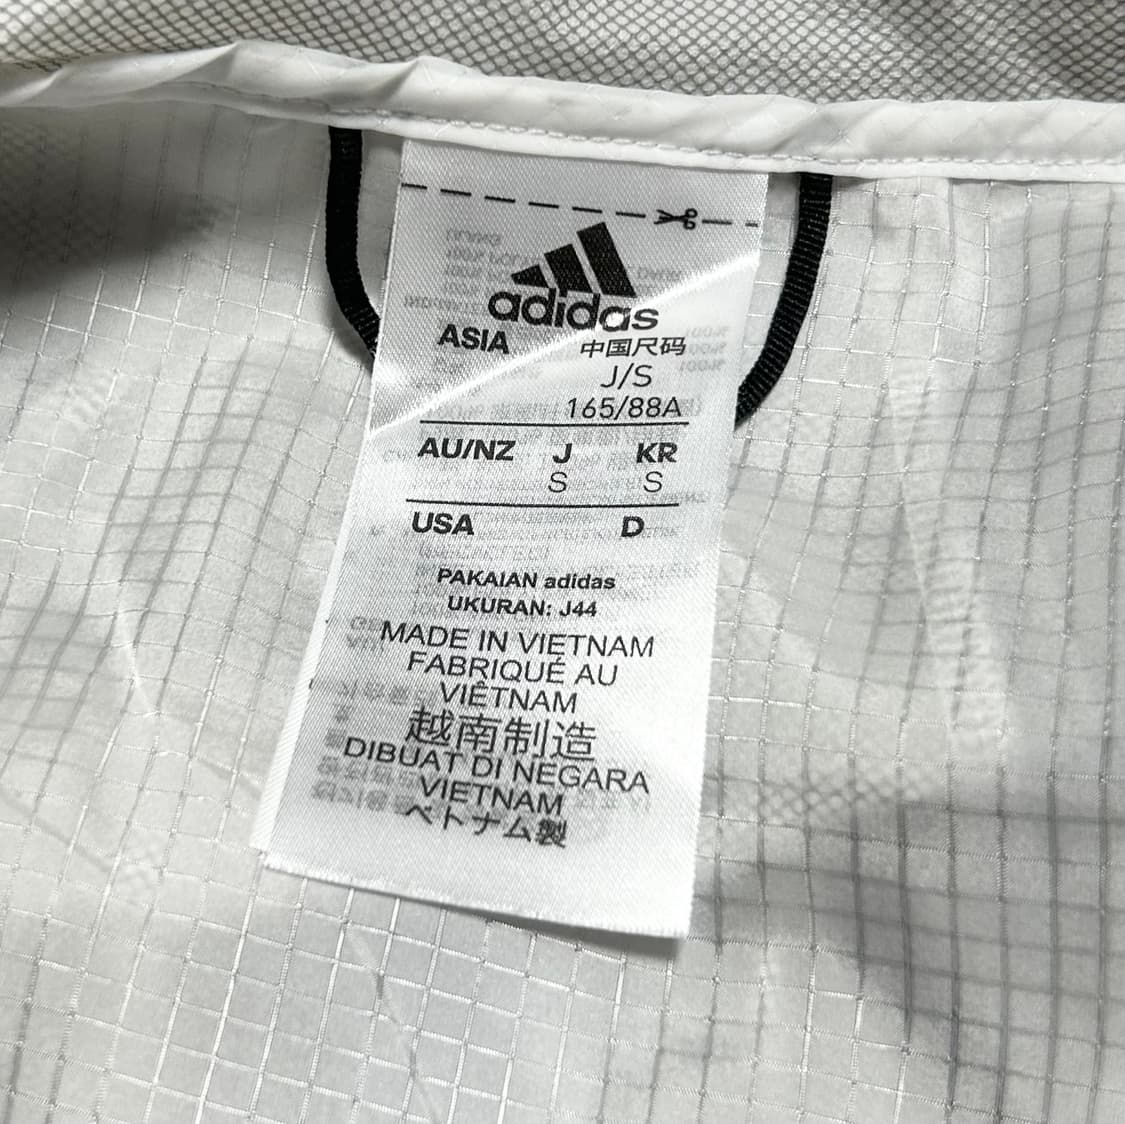 adidas
ASIA 中国尺码
J/S
165/88A
AU/NZ J KR
S S
USA D
PAKAIAN adidas
UKURAN: J44
MADE IN VIETNAM
FABRIQUÉ AU
VIÊTNAM
越南制造
DIBUAT DI NEGARA
VIETNAM
ベトナム製